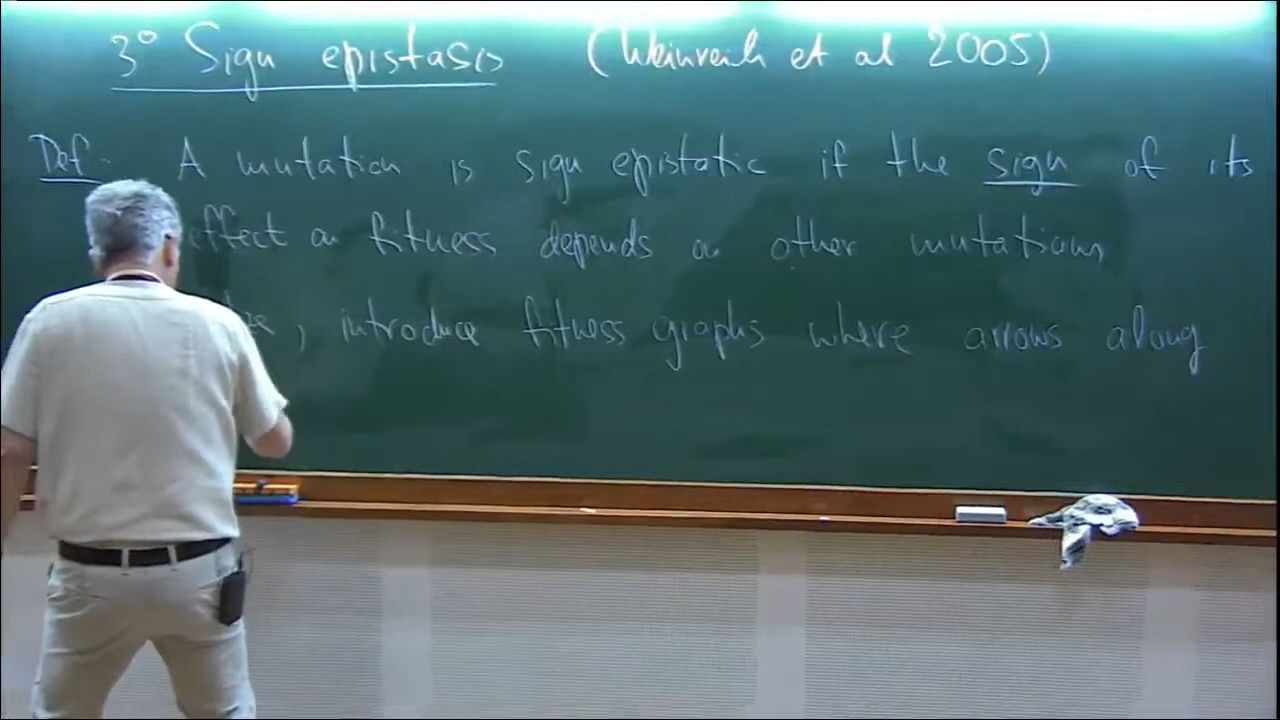 3° Sign epistasis (Weinreich et al 2005)
Def. A mutation is sign epistatic if the sign of its
effect on fitness depends on other mutations
, introduce fitness graphs where arrows along